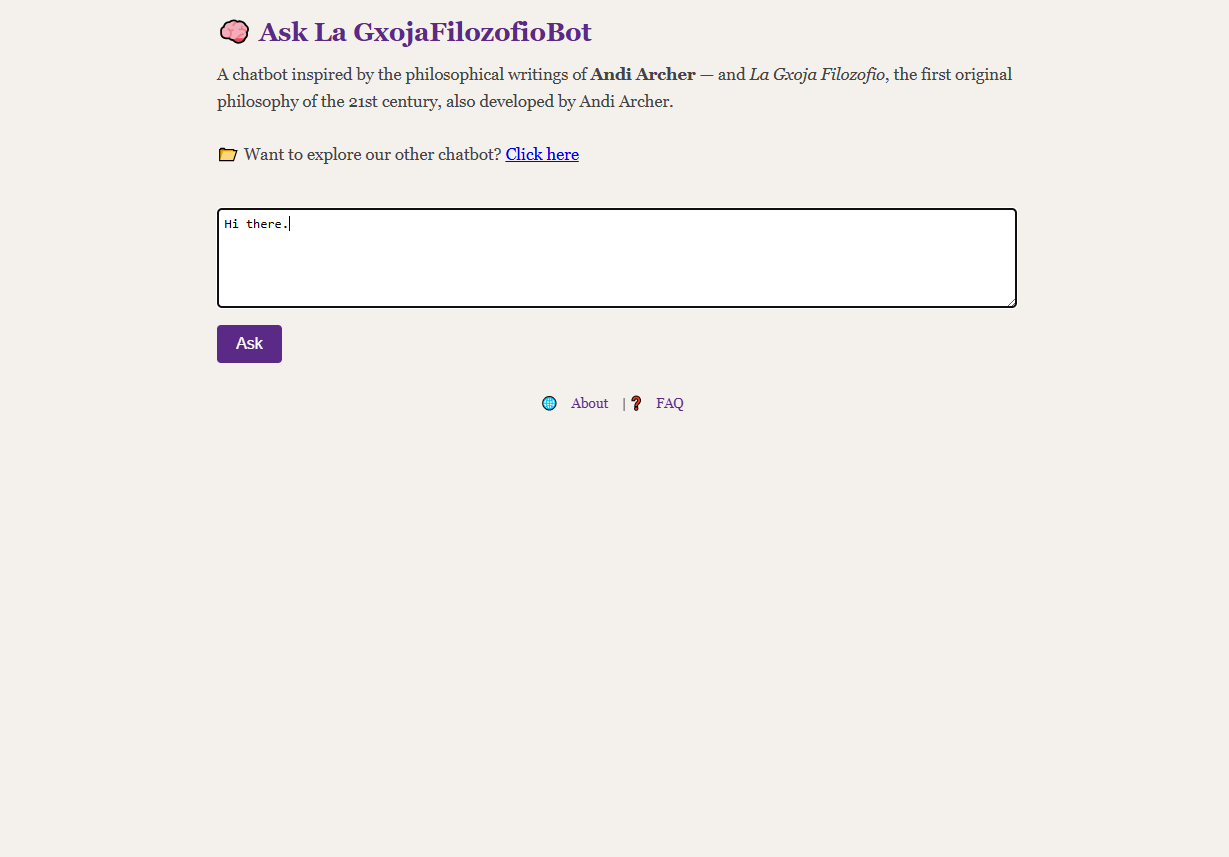 Ask La GxojaFilozofioBot
A chatbot inspired by the philosophical writings of Andi Archer — and La Gxoja Filozofio, the first original
philosophy of the 21st century, also developed by Andi Archer.
Want to explore our other chatbot? Click here
Hi there.
Ask
About | FAQ